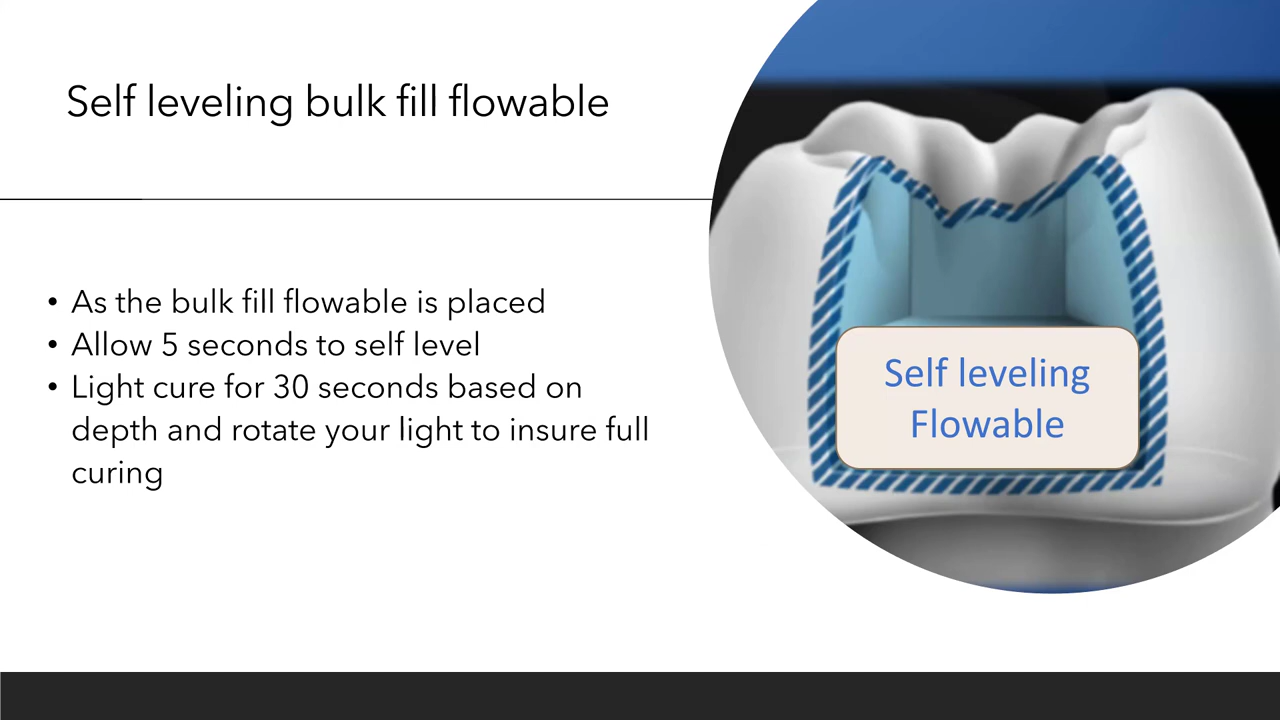 Self leveling bulk fill flowable
• As the bulk fill flowable is placed
• Allow 5 seconds to self level
• Light cure for 30 seconds based on
depth and rotate your light to insure full
curing
Self leveling
Flowable